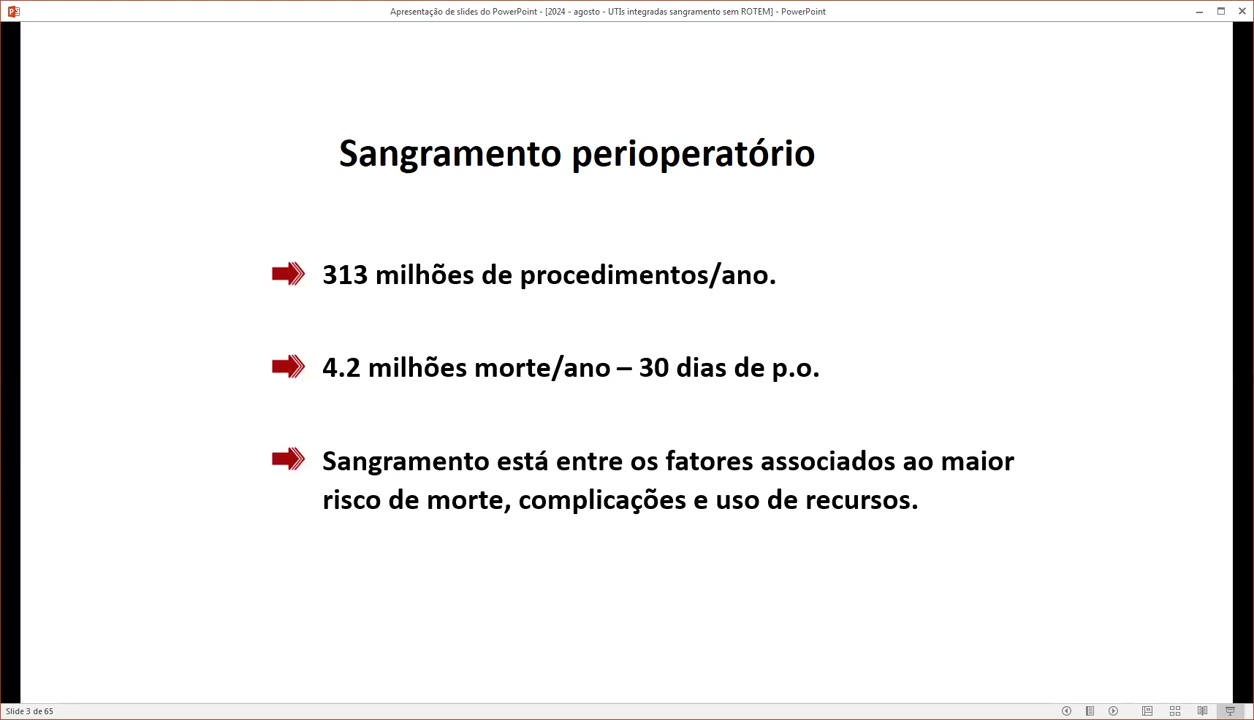 Apresentação de slides do PowerPoint - [2024 - agosto - UTIs integradas sangramento sem ROTEM] - PowerPoint
Sangramento perioperatório
313 milhões de procedimentos/ano.
4.2 milhões morte/ano – 30 dias de p.o.
Sangramento está entre os fatores associados ao maior
risco de morte, complicações e uso de recursos.
Slide 3 de 65